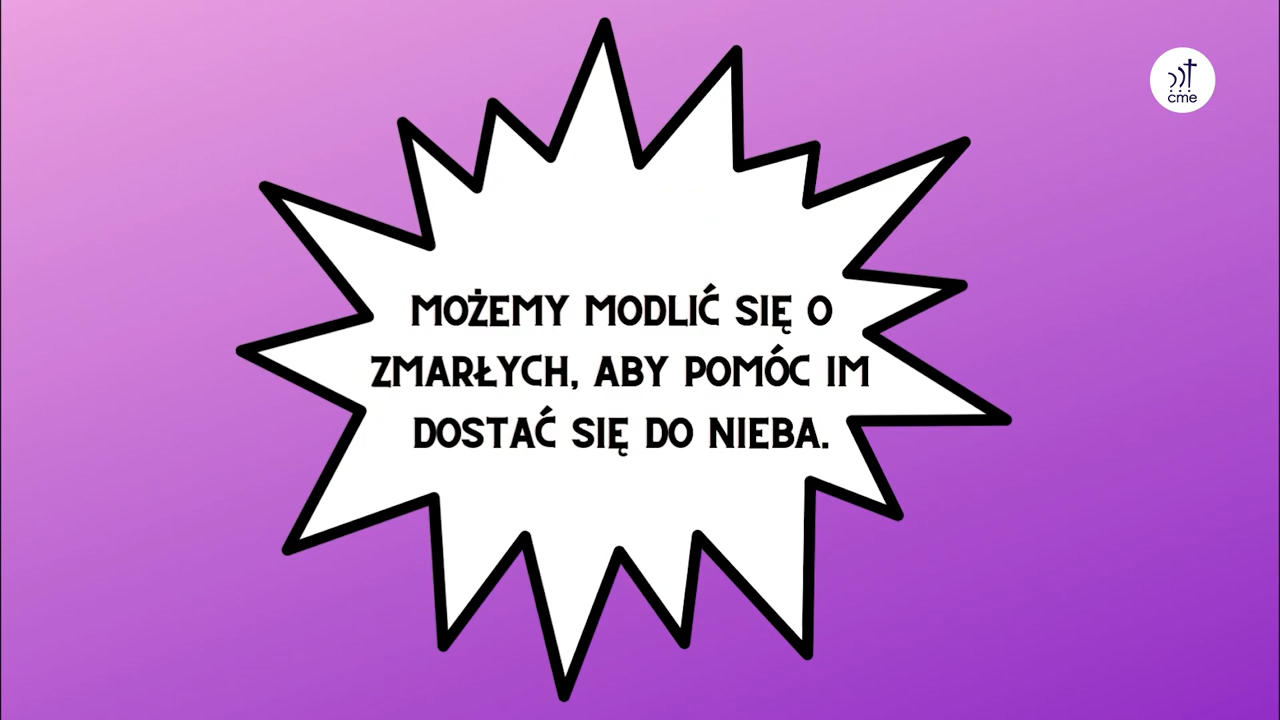 MOŻEMY MODLIĆ SIĘ O
ZMARŁYCH, ABY POMÓC IM
DOSTAĆ SIĘ DO NIEBA.
cme